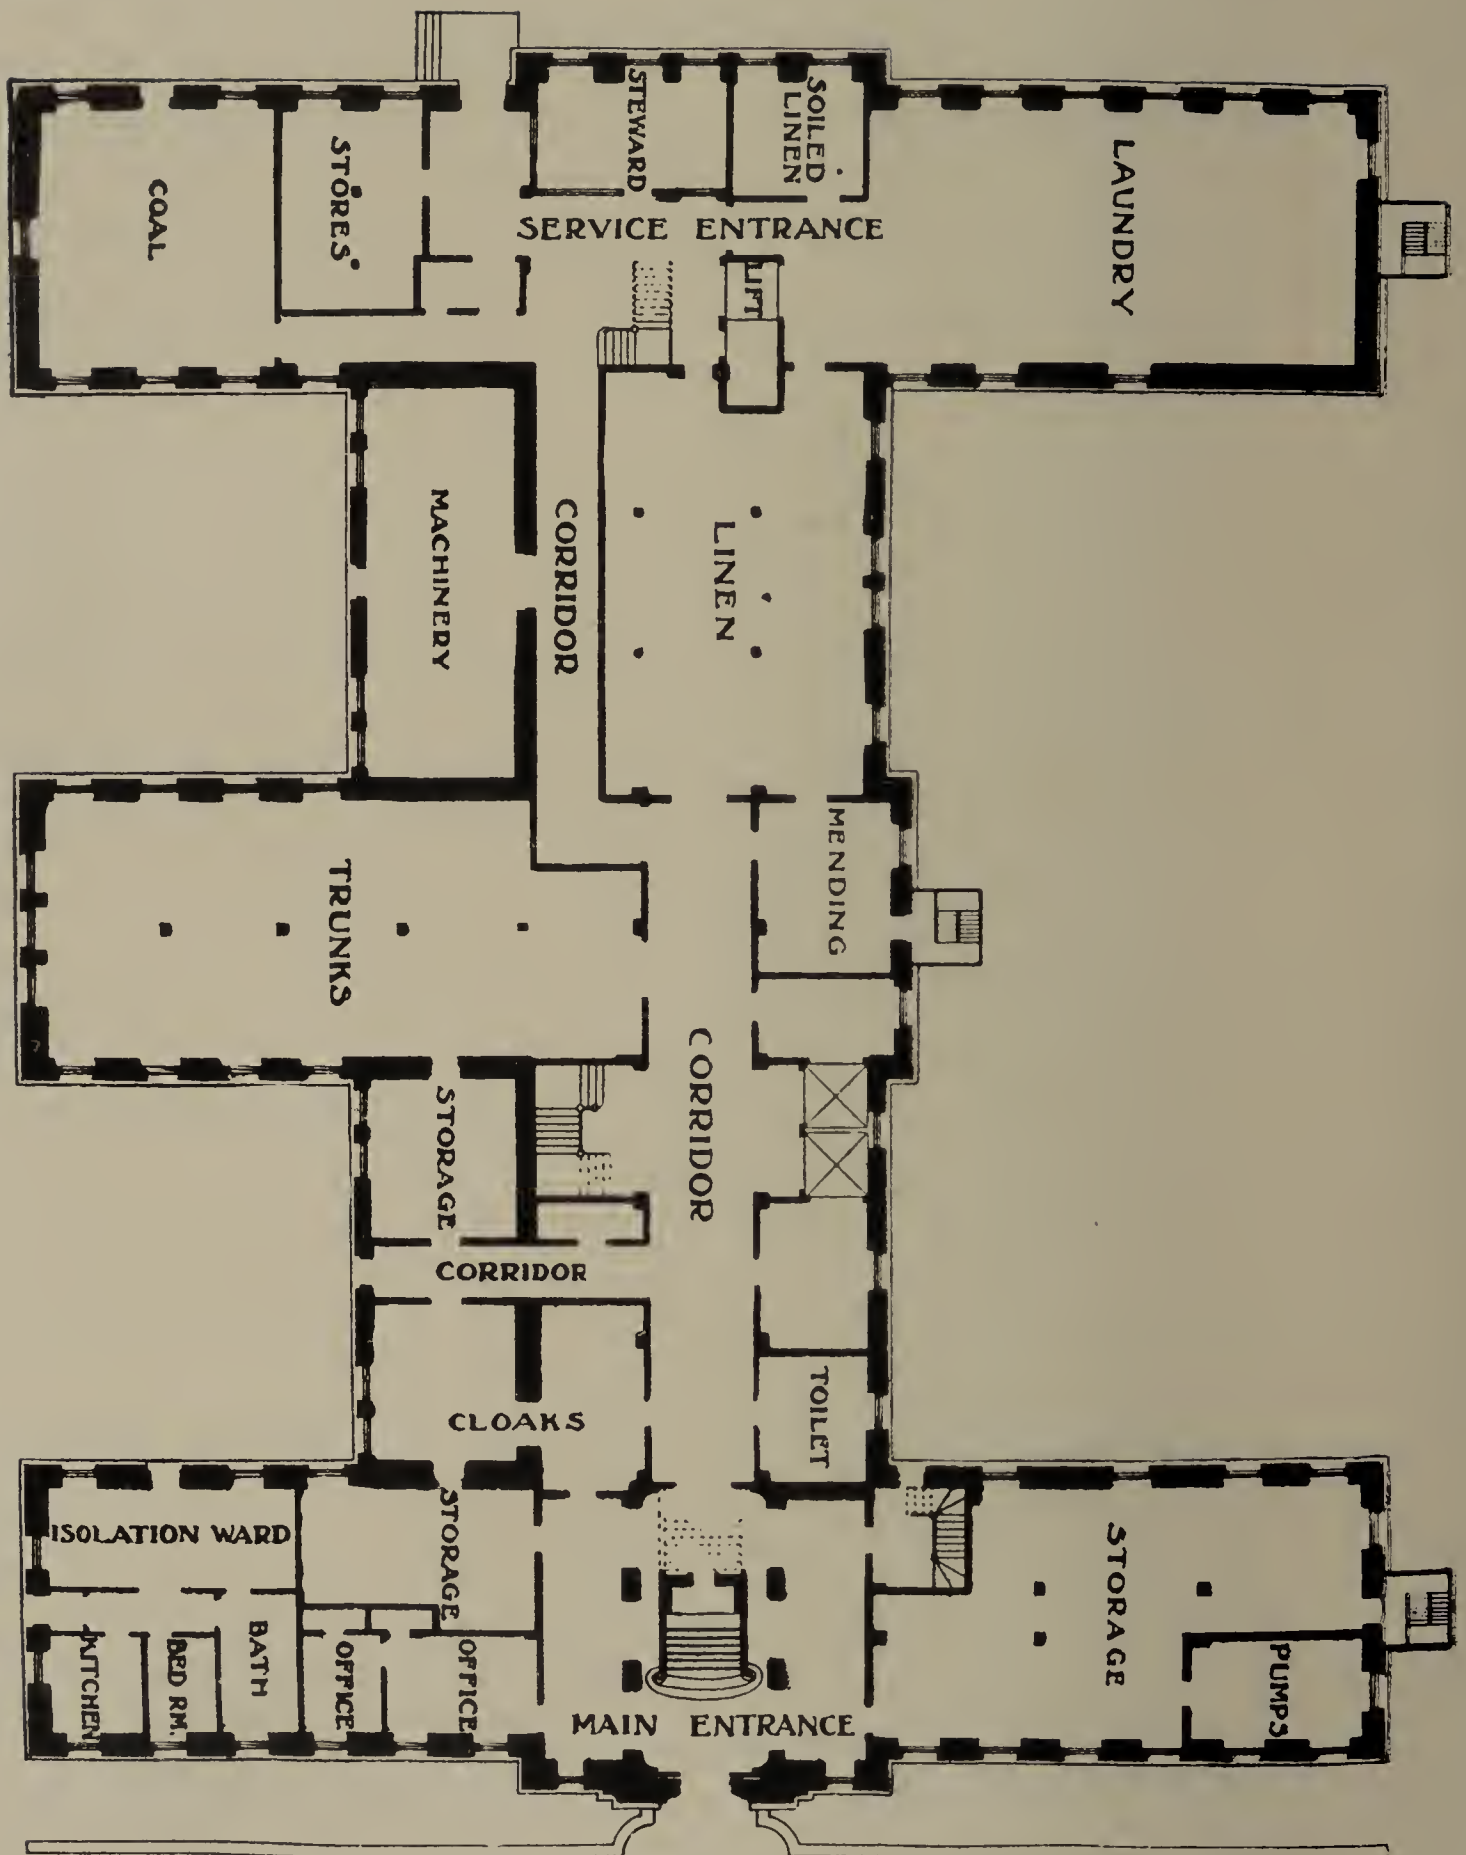 STEWARD
SOILED
LINEN
STORES
COAL
LAUNDRY
SERVICE ENTRANCE
LIFT
MACHINERY
CORRIDOR
LINEN
MENDING
TRUNKS
CORRIDOR
STORAGE
CORRIDOR
TOILET
CLOAKS
ISOLATION WARD
STORAGE
STORAGE
KITCHEN
BED RM.
BATH
OFFICE
OFFICE
PUMPS
MAIN ENTRANCE